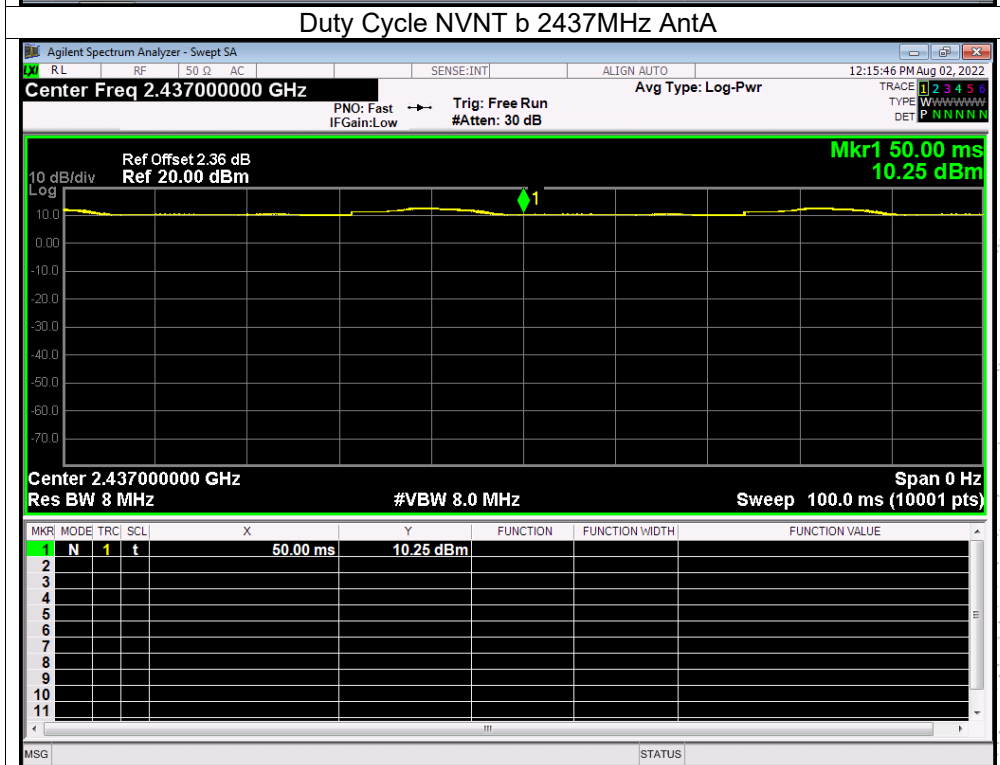 Duty Cycle NVNT b 2437MHz AntA
Agilent Spectrum Analyzer - Swept SA
LXI RL RF 50 Ω AC SENSE:INT ALIGN AUTO 12:15:46 PM Aug 02, 2022
Center Freq 2.437000000 GHz
Avg Type: Log-Pwr
TRACE 1 2 3 4 5 6
TYPE WWWWWWW
DET P N N N N N
PNO: Fast
IFGain:Low
Trig: Free Run
#Atten: 30 dB
Mkr1 50.00 ms
10.25 dBm
Ref Offset 2.36 dB
10 dB/div Ref 20.00 dBm
Log
1
10.0
0.00
-10.0
-20.0
-30.0
-40.0
-50.0
-60.0
-70.0
Center 2.437000000 GHz Span 0 Hz
Res BW 8 MHz #VBW 8.0 MHz Sweep 100.0 ms (10001 pts)
MKR MODE TRC SCL X Y FUNCTION FUNCTION WIDTH FUNCTION VALUE
1 N 1 t 50.00 ms 10.25 dBm
2
3
4
5
6
7
8
9
10
11
MSG STATUS